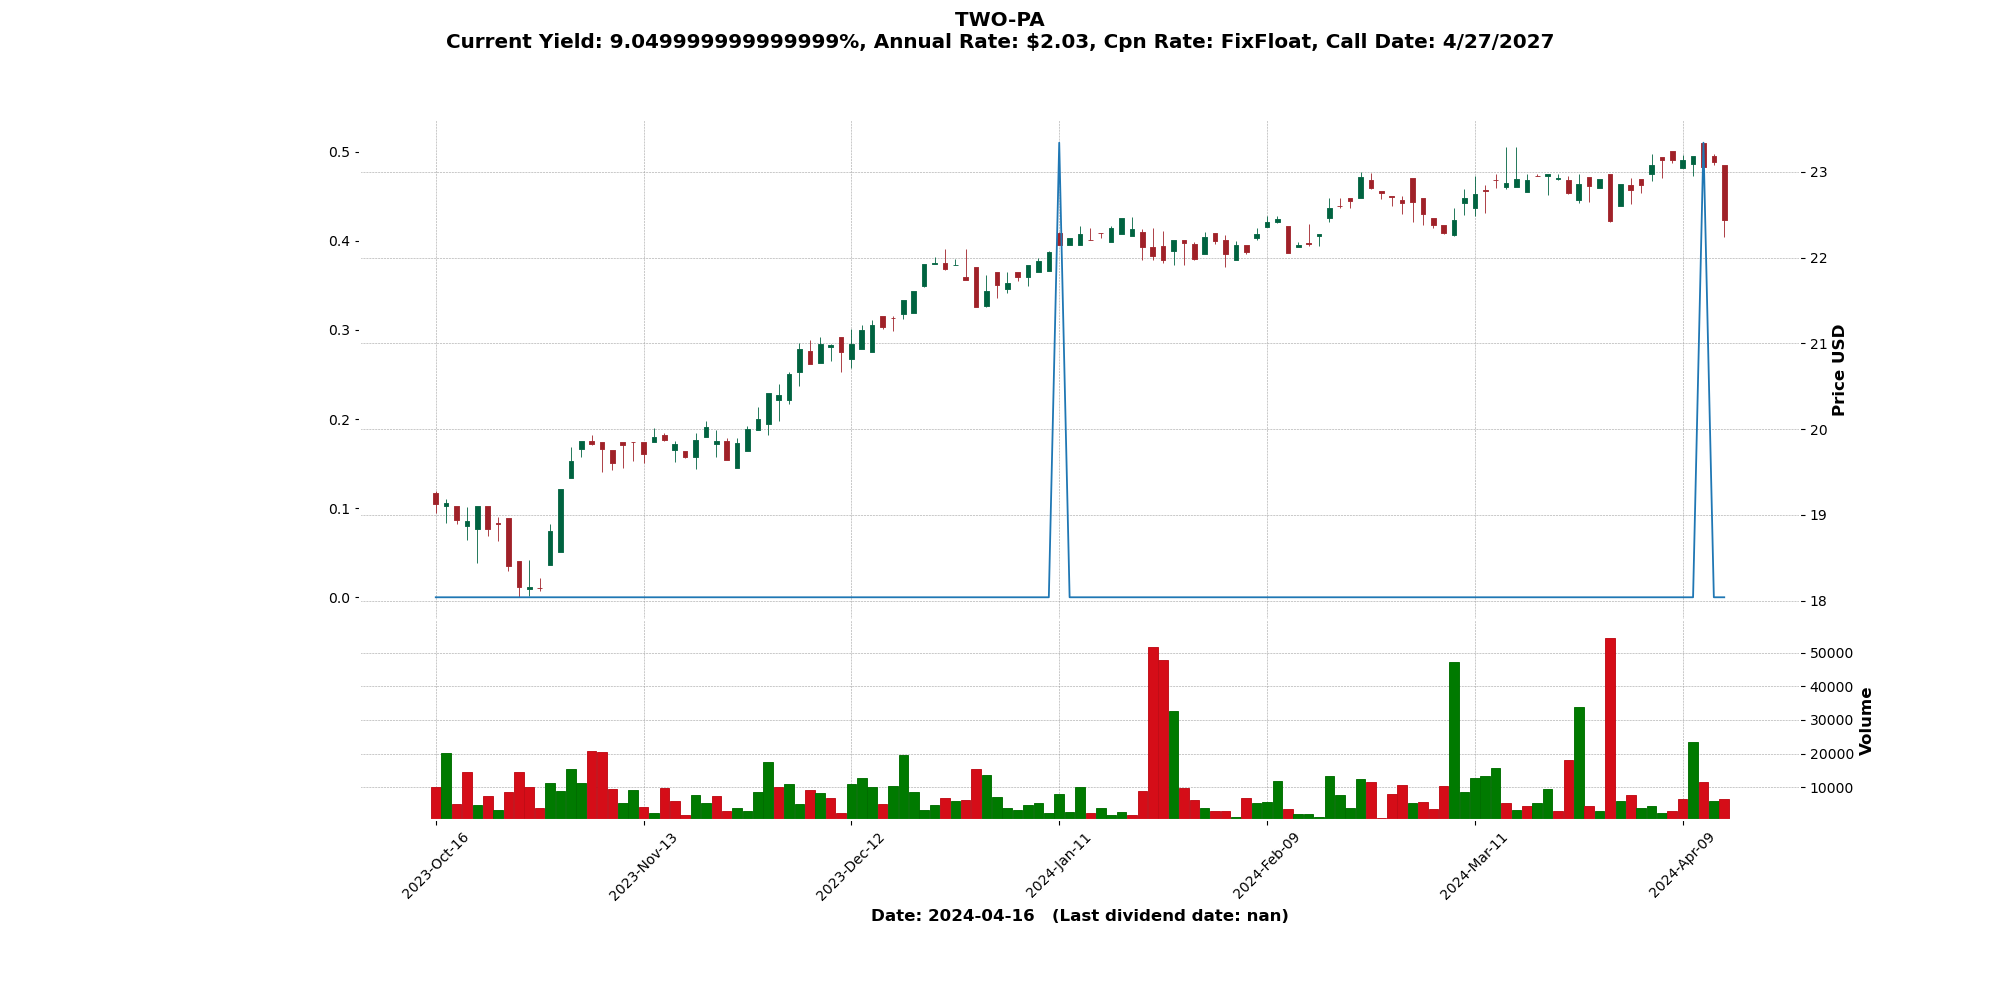 TWO-PA
Current Yield: 9.049999999999999%, Annual Rate: $2.03, Cpn Rate: FixFloat, Call Date: 4/27/2027
0.5
0.4
0.3
0.2
0.1
0.0
23
22
21
20
19
18
Price USD
50000
40000
30000
20000
10000
Volume
2023-Oct-16
2023-Nov-13
2023-Dec-12
2024-Jan-11
2024-Feb-09
2024-Mar-11
2024-Apr-09
Date: 2024-04-16 (Last dividend date: nan)